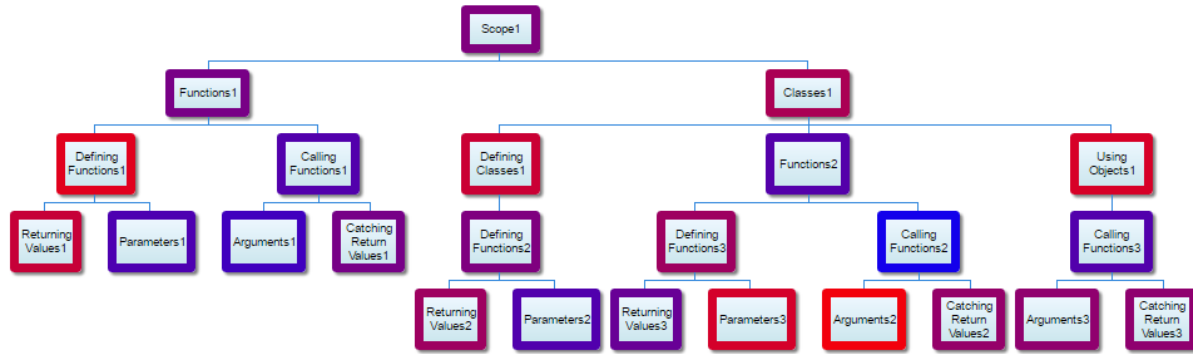 Scope1
Functions1
Classes1
Defining
Functions1
Calling
Functions1
Defining
Classes1
Functions2
Using
Objects1
Returning
Values1
Parameters1
Arguments1
Catching
Return
Values1
Defining
Functions2
Defining
Functions3
Calling
Functions2
Calling
Functions3
Returning
Values2
Parameters2
Returning
Values3
Parameters3
Arguments2
Catching
Return
Values2
Arguments3
Catching
Return
Values3